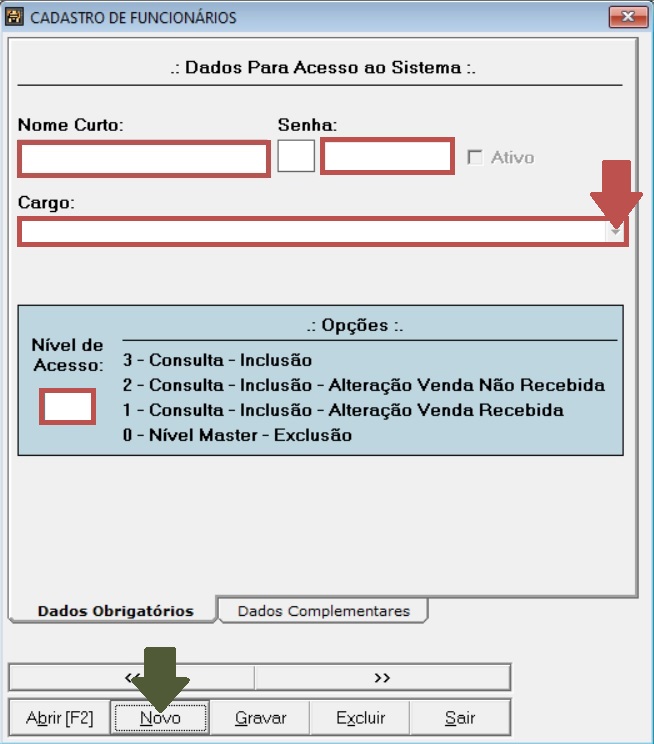 CADASTRO DE FUNCIONÁRIOS
.: Dados Para Acesso ao Sistema :.
Nome Curto: Senha:
Ativo
Cargo:
.: Opções :.
Nível de
Acesso:
3 - Consulta - Inclusão
2 - Consulta - Inclusão - Alteração Venda Não Recebida
1 - Consulta - Inclusão - Alteração Venda Recebida
0 - Nível Master - Exclusão
Dados Obrigatórios Dados Complementares
<< >>
Abrir [F2] Novo Gravar Excluir Sair